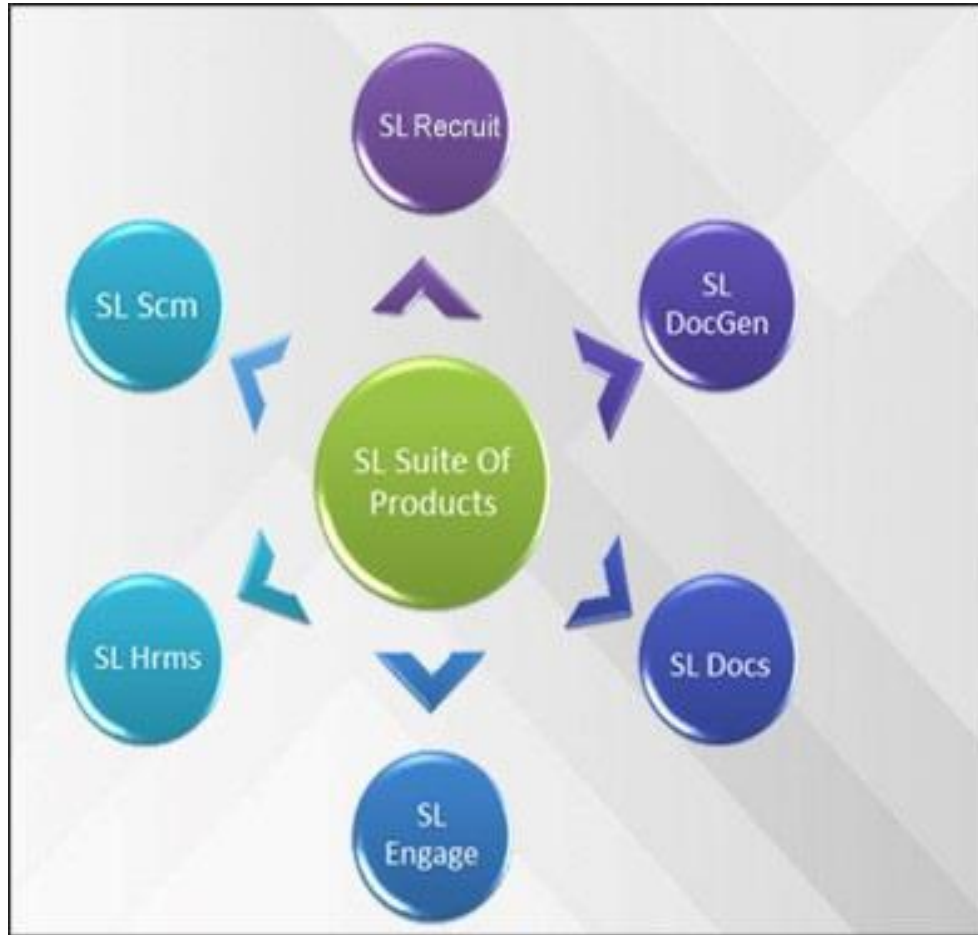 SL Recruit
SL
DocGen
SL Scm
SL Suite Of
Products
SL Hrms
SL Docs
SL
Engage